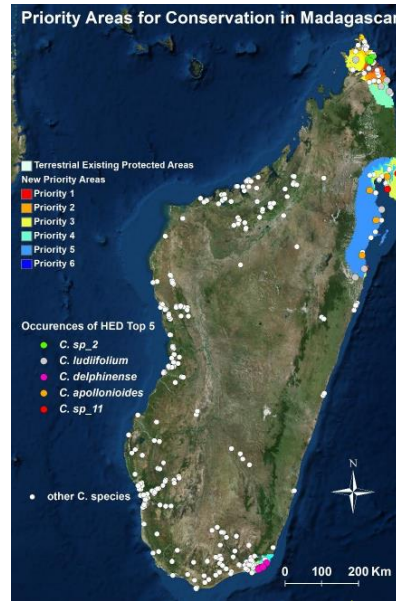 Priority Areas for Conservation in Madagascar
Terrestrial Existing Protected Areas
New Priority Areas
Priority 1
Priority 2
Priority 3
Priority 4
Priority 5
Priority 6
Occurences of HED Top 5
C. sp_2
C. ludiifolium
C. delphinense
C. apollonioides
C. sp_11
other C. species
N
0 100 200 Km